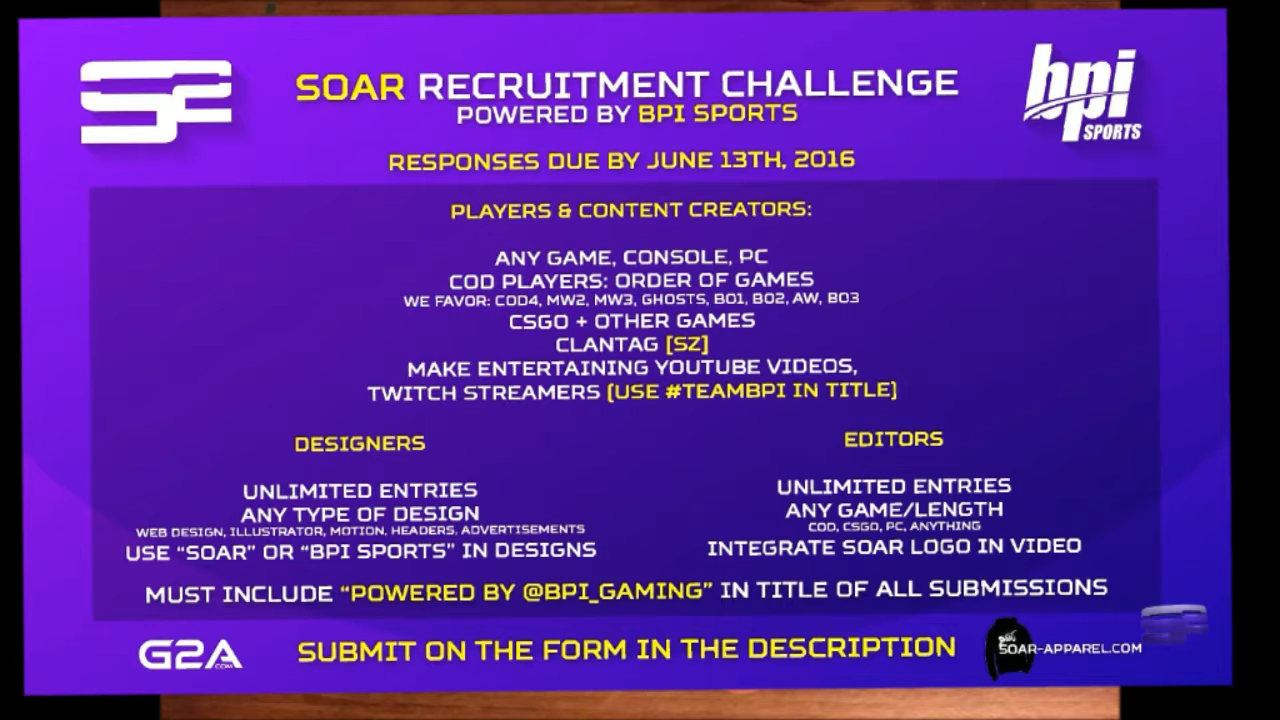 SOAR RECRUITMENT CHALLENGE
POWERED BY BPI SPORTS
bpi
SPORTS
RESPONSES DUE BY JUNE 13TH, 2016
PLAYERS & CONTENT CREATORS:
ANY GAME, CONSOLE, PC
COD PLAYERS: ORDER OF GAMES
WE FAVOR: COD4, MW2, MW3, GHOSTS, BO1, BO2, AW, BO3
CSGO + OTHER GAMES
CLANTAG [SZ]
MAKE ENTERTAINING YOUTUBE VIDEOS,
TWITCH STREAMERS [USE #TEAMBPI IN TITLE]
DESIGNERS
UNLIMITED ENTRIES
ANY TYPE OF DESIGN
WEB DESIGN, ILLUSTRATOR, MOTION, HEADERS, ADVERTISEMENTS
USE “SOAR” OR “BPI SPORTS” IN DESIGNS
EDITORS
UNLIMITED ENTRIES
ANY GAME/LENGTH
COD, CSGO, PC, ANYTHING
INTEGRATE SOAR LOGO IN VIDEO
MUST INCLUDE “POWERED BY @BPI_GAMING” IN TITLE OF ALL SUBMISSIONS
G2A
.COM
SUBMIT ON THE FORM IN THE DESCRIPTION
SOAR-APPAREL.COM